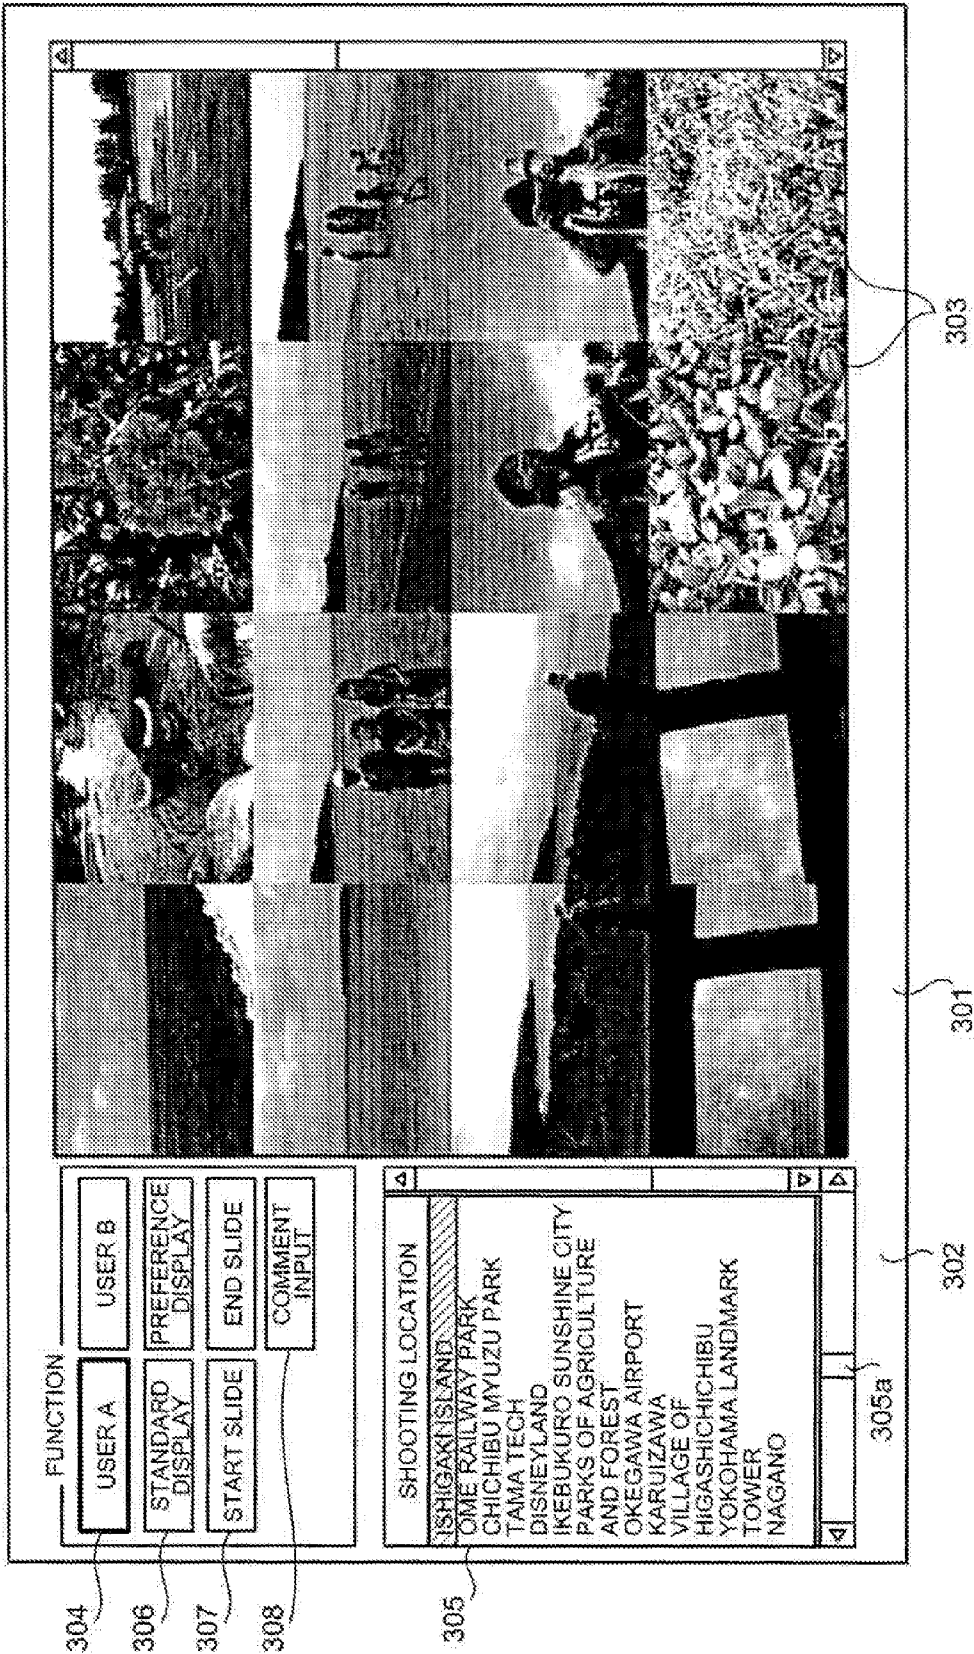 FUNCTION
USER A
USER B
STANDARD
DISPLAY
PREFERENCE
DISPLAY
START SLIDE
END SLIDE
COMMENT
INPUT
SHOOTING LOCATION
ISHIGAKI ISLAND
OME RAILWAY PARK
CHICHIBU MYUZU PARK
TAMA TECH
DISNEYLAND
IKEBUKURO SUNSHINE CITY
PARKS OF AGRICULTURE
AND FOREST
OKEGAWA AIRPORT
KARUIZAWA
VILLAGE OF
HIGASHICHICHIBU
YOKOHAMA LANDMARK
TOWER
NAGANO
304
306
307
308
305
305a
302
301
303